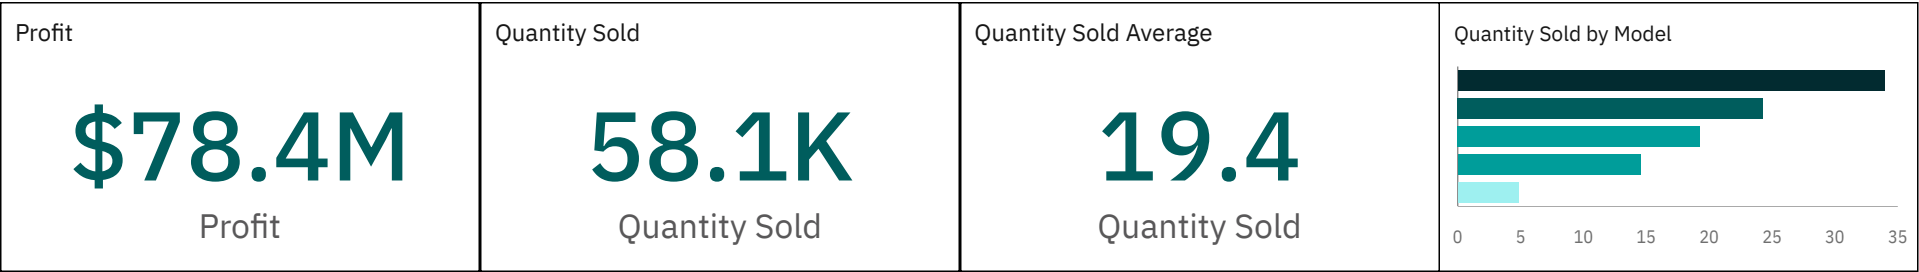 Profit
$78.4M
Profit
Quantity Sold
58.1K
Quantity Sold
Quantity Sold Average
19.4
Quantity Sold
Quantity Sold by Model
0 5 10 15 20 25 30 35